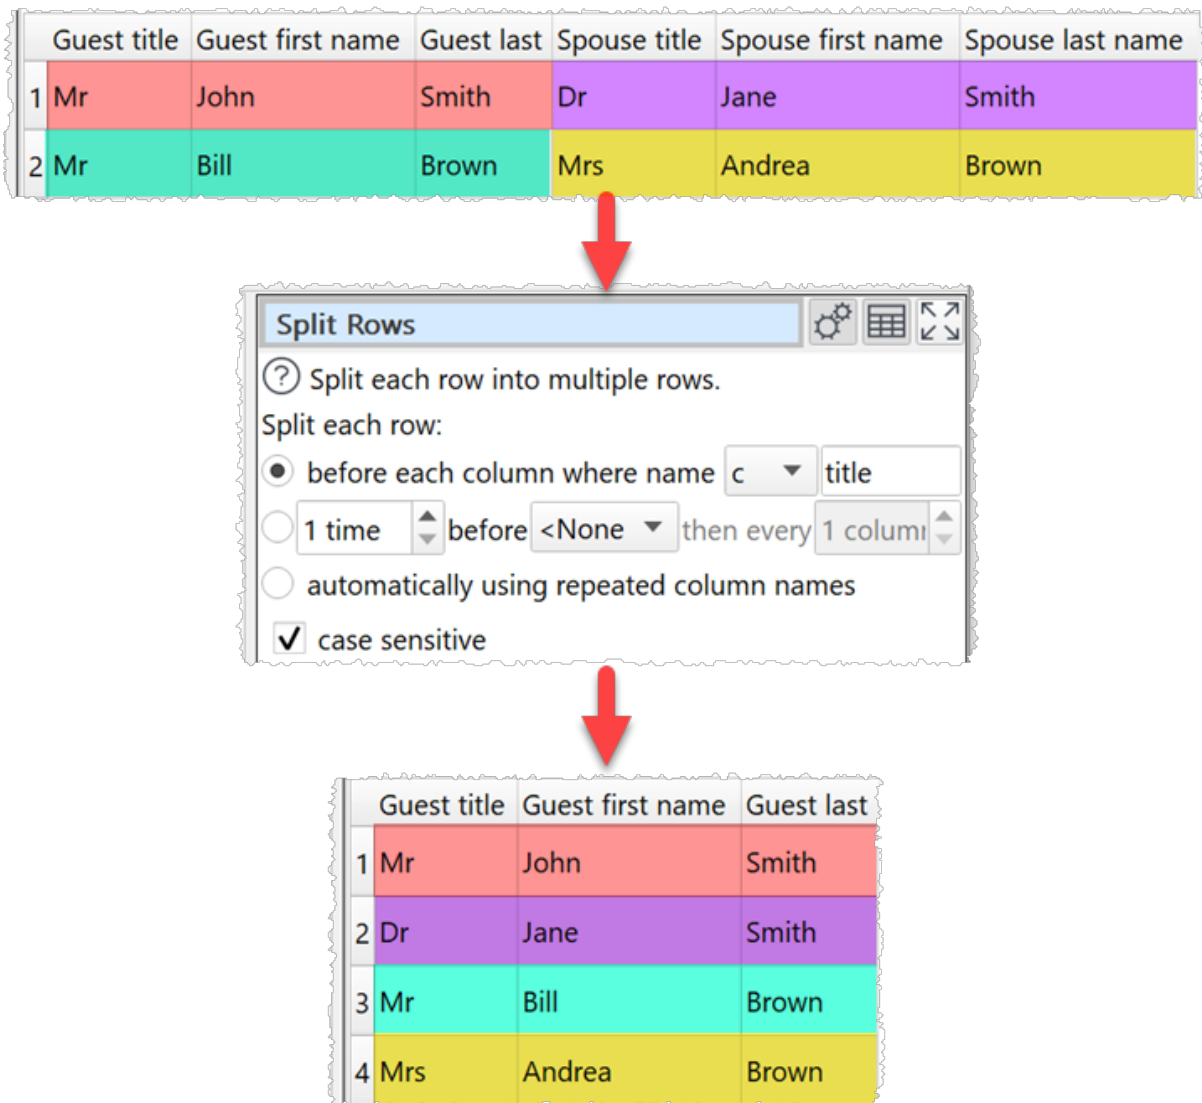 Guest title Guest first name Guest last Spouse title Spouse first name Spouse last name
1 Mr John Smith Dr Jane Smith
2 Mr Bill Brown Mrs Andrea Brown
Split Rows
? Split each row into multiple rows.
Split each row:
before each column where name c title
1 time before <None then every 1 colum
automatically using repeated column names
case sensitive
Guest title Guest first name Guest last
1 Mr John Smith
2 Dr Jane Smith
3 Mr Bill Brown
4 Mrs Andrea Brown